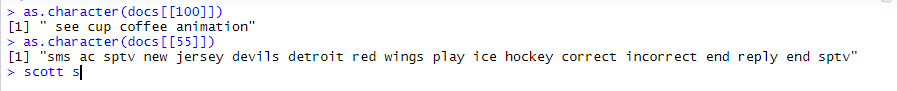 > as.character(docs[[100]])
[1] " see cup coffee animation"
> as.character(docs[[55]])
[1] "sms ac sptv new jersey devils detroit red wings play ice hockey correct incorrect end reply end sptv"
> scott s